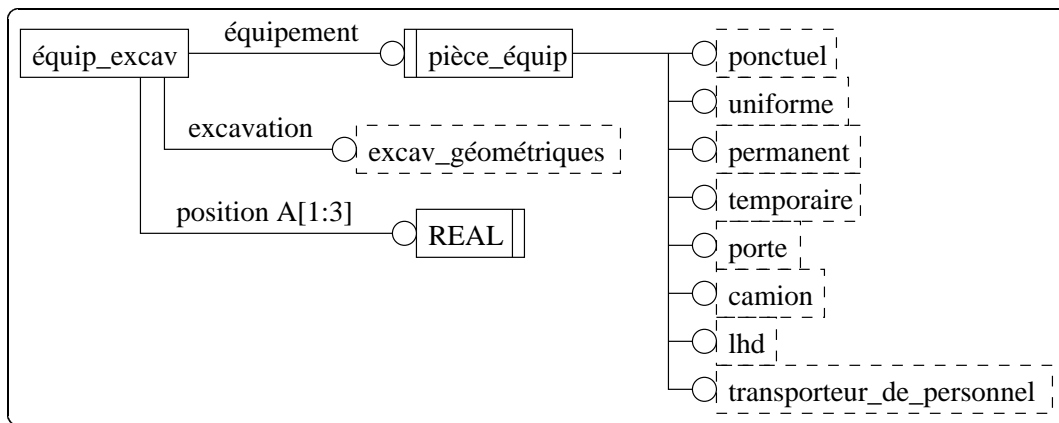 équip_excav
équipement
pièce_équip
ponctuel
uniforme
excavation
excav_géométriques
permanent
temporaire
position A[1:3]
REAL
porte
camion
lhd
transporteur_de_personnel